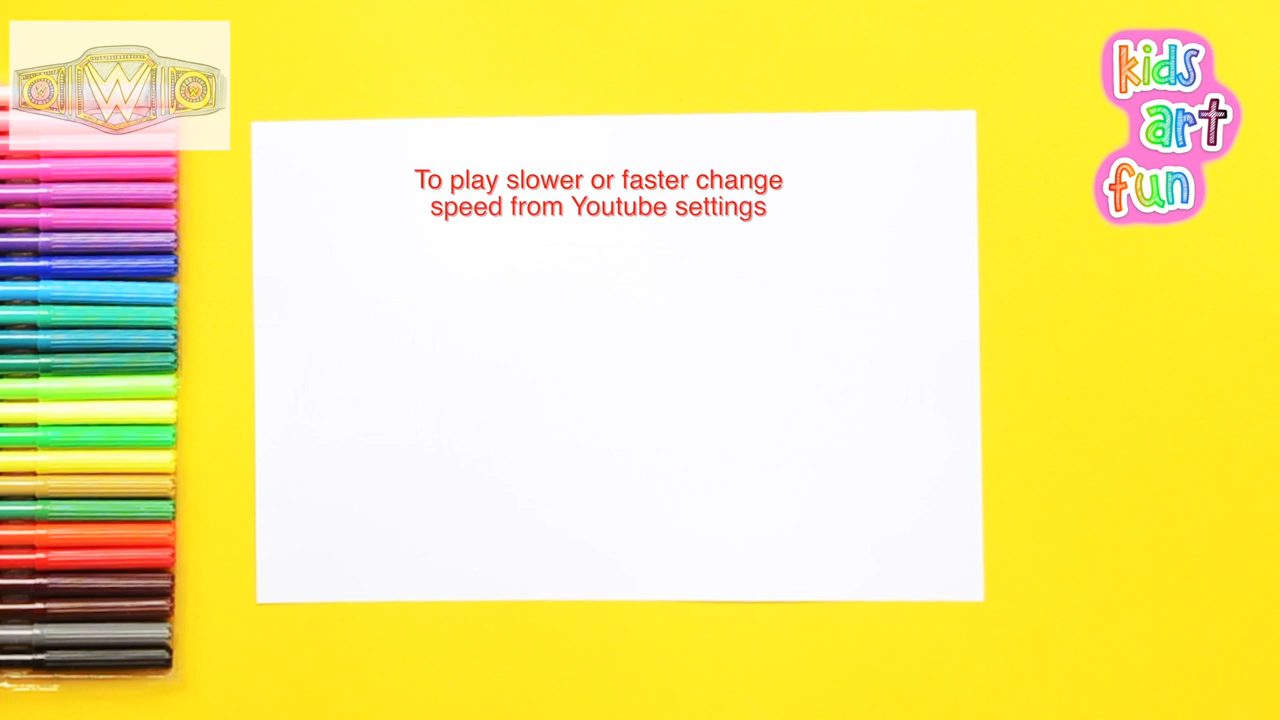 kids
art
fun
To play slower or faster change
speed from Youtube settings
W